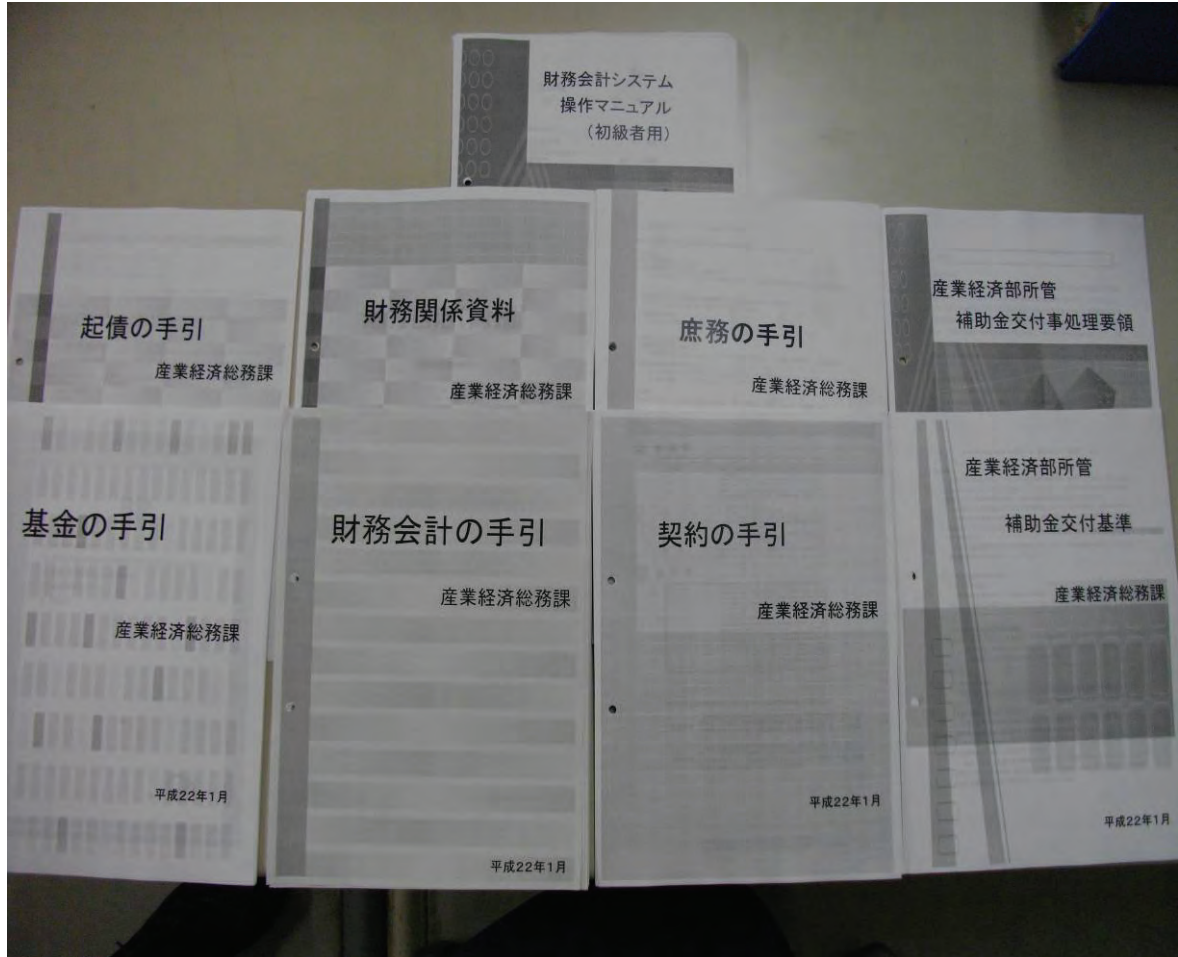 財務会計システム
操作マニュアル
（初級者用）
起債の手引
産業経済総務課
財務関係資料
産業経済総務課
庶務の手引
産業経済総務課
産業経済部所管
補助金交付事処理要領
基金の手引
産業経済総務課
平成22年1月
財務会計の手引
産業経済総務課
平成22年1月
契約の手引
産業経済総務課
平成22年1月
産業経済部所管
補助金交付基準
産業経済総務課
平成22年1月